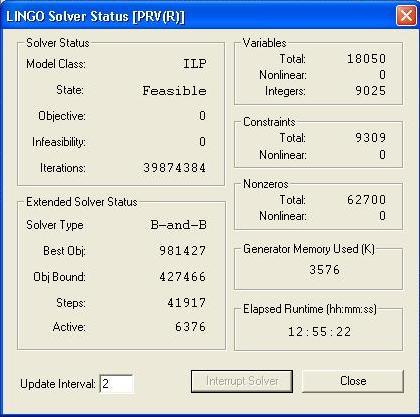 LINGO Solver Status [PRV(R)]
Solver Status
Model Class: ILP
State: Feasible
Objective: 0
Infeasibility: 0
Iterations: 39874384
Extended Solver Status
Solver Type B-and-B
Best Obj: 981427
Obj Bound: 427466
Steps: 41917
Active: 6376
Variables
Total: 18050
Nonlinear: 0
Integers: 9025
Constraints
Total: 9309
Nonlinear: 0
Nonzeros
Total: 62700
Nonlinear: 0
Generator Memory Used (K)
3576
Elapsed Runtime (hh:mm:ss)
12:55:22
Update Interval: 2
Interrupt Solver
Close